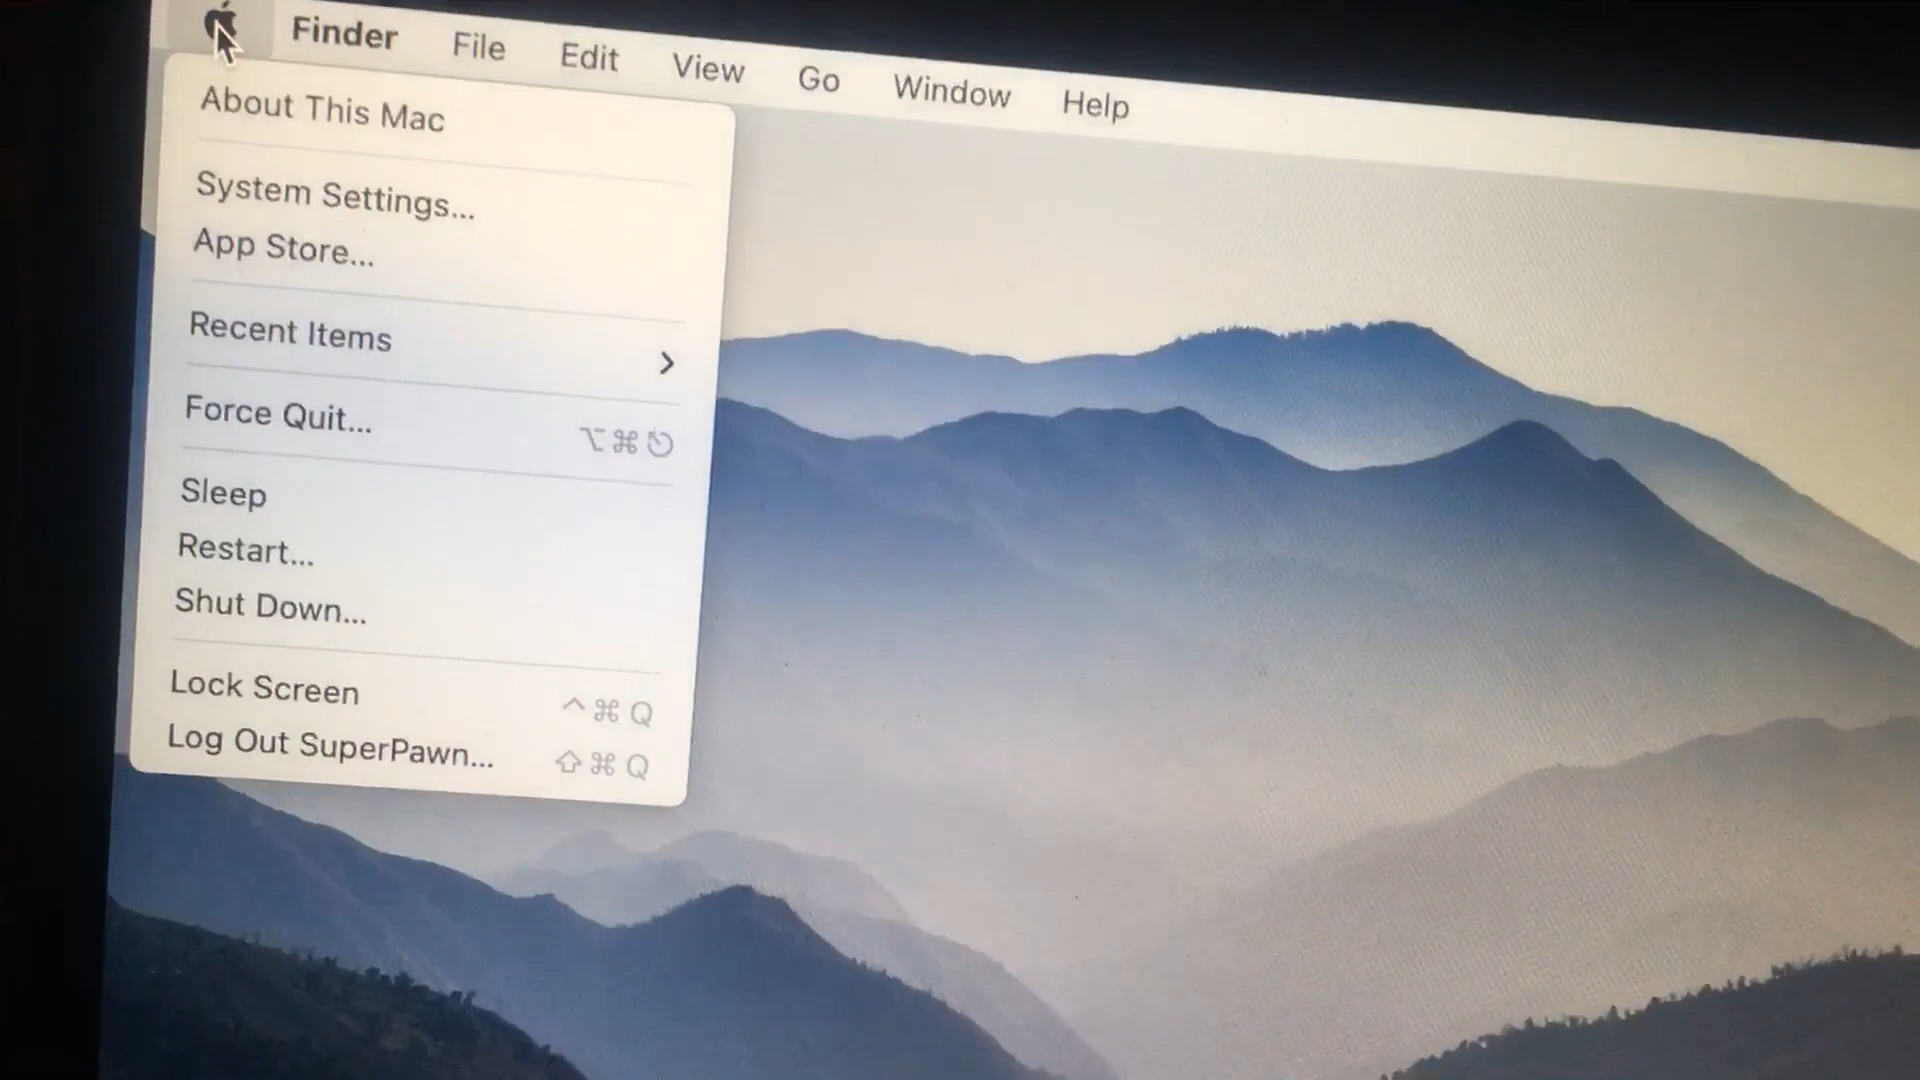 Finder File Edit View Go Window Help
About This Mac
System Settings...
App Store...
Recent Items
Force Quit... ⌥⌘⎋
Sleep
Restart...
Shut Down...
Lock Screen ^⌘Q
Log Out SuperPawn... ⇧⌘Q